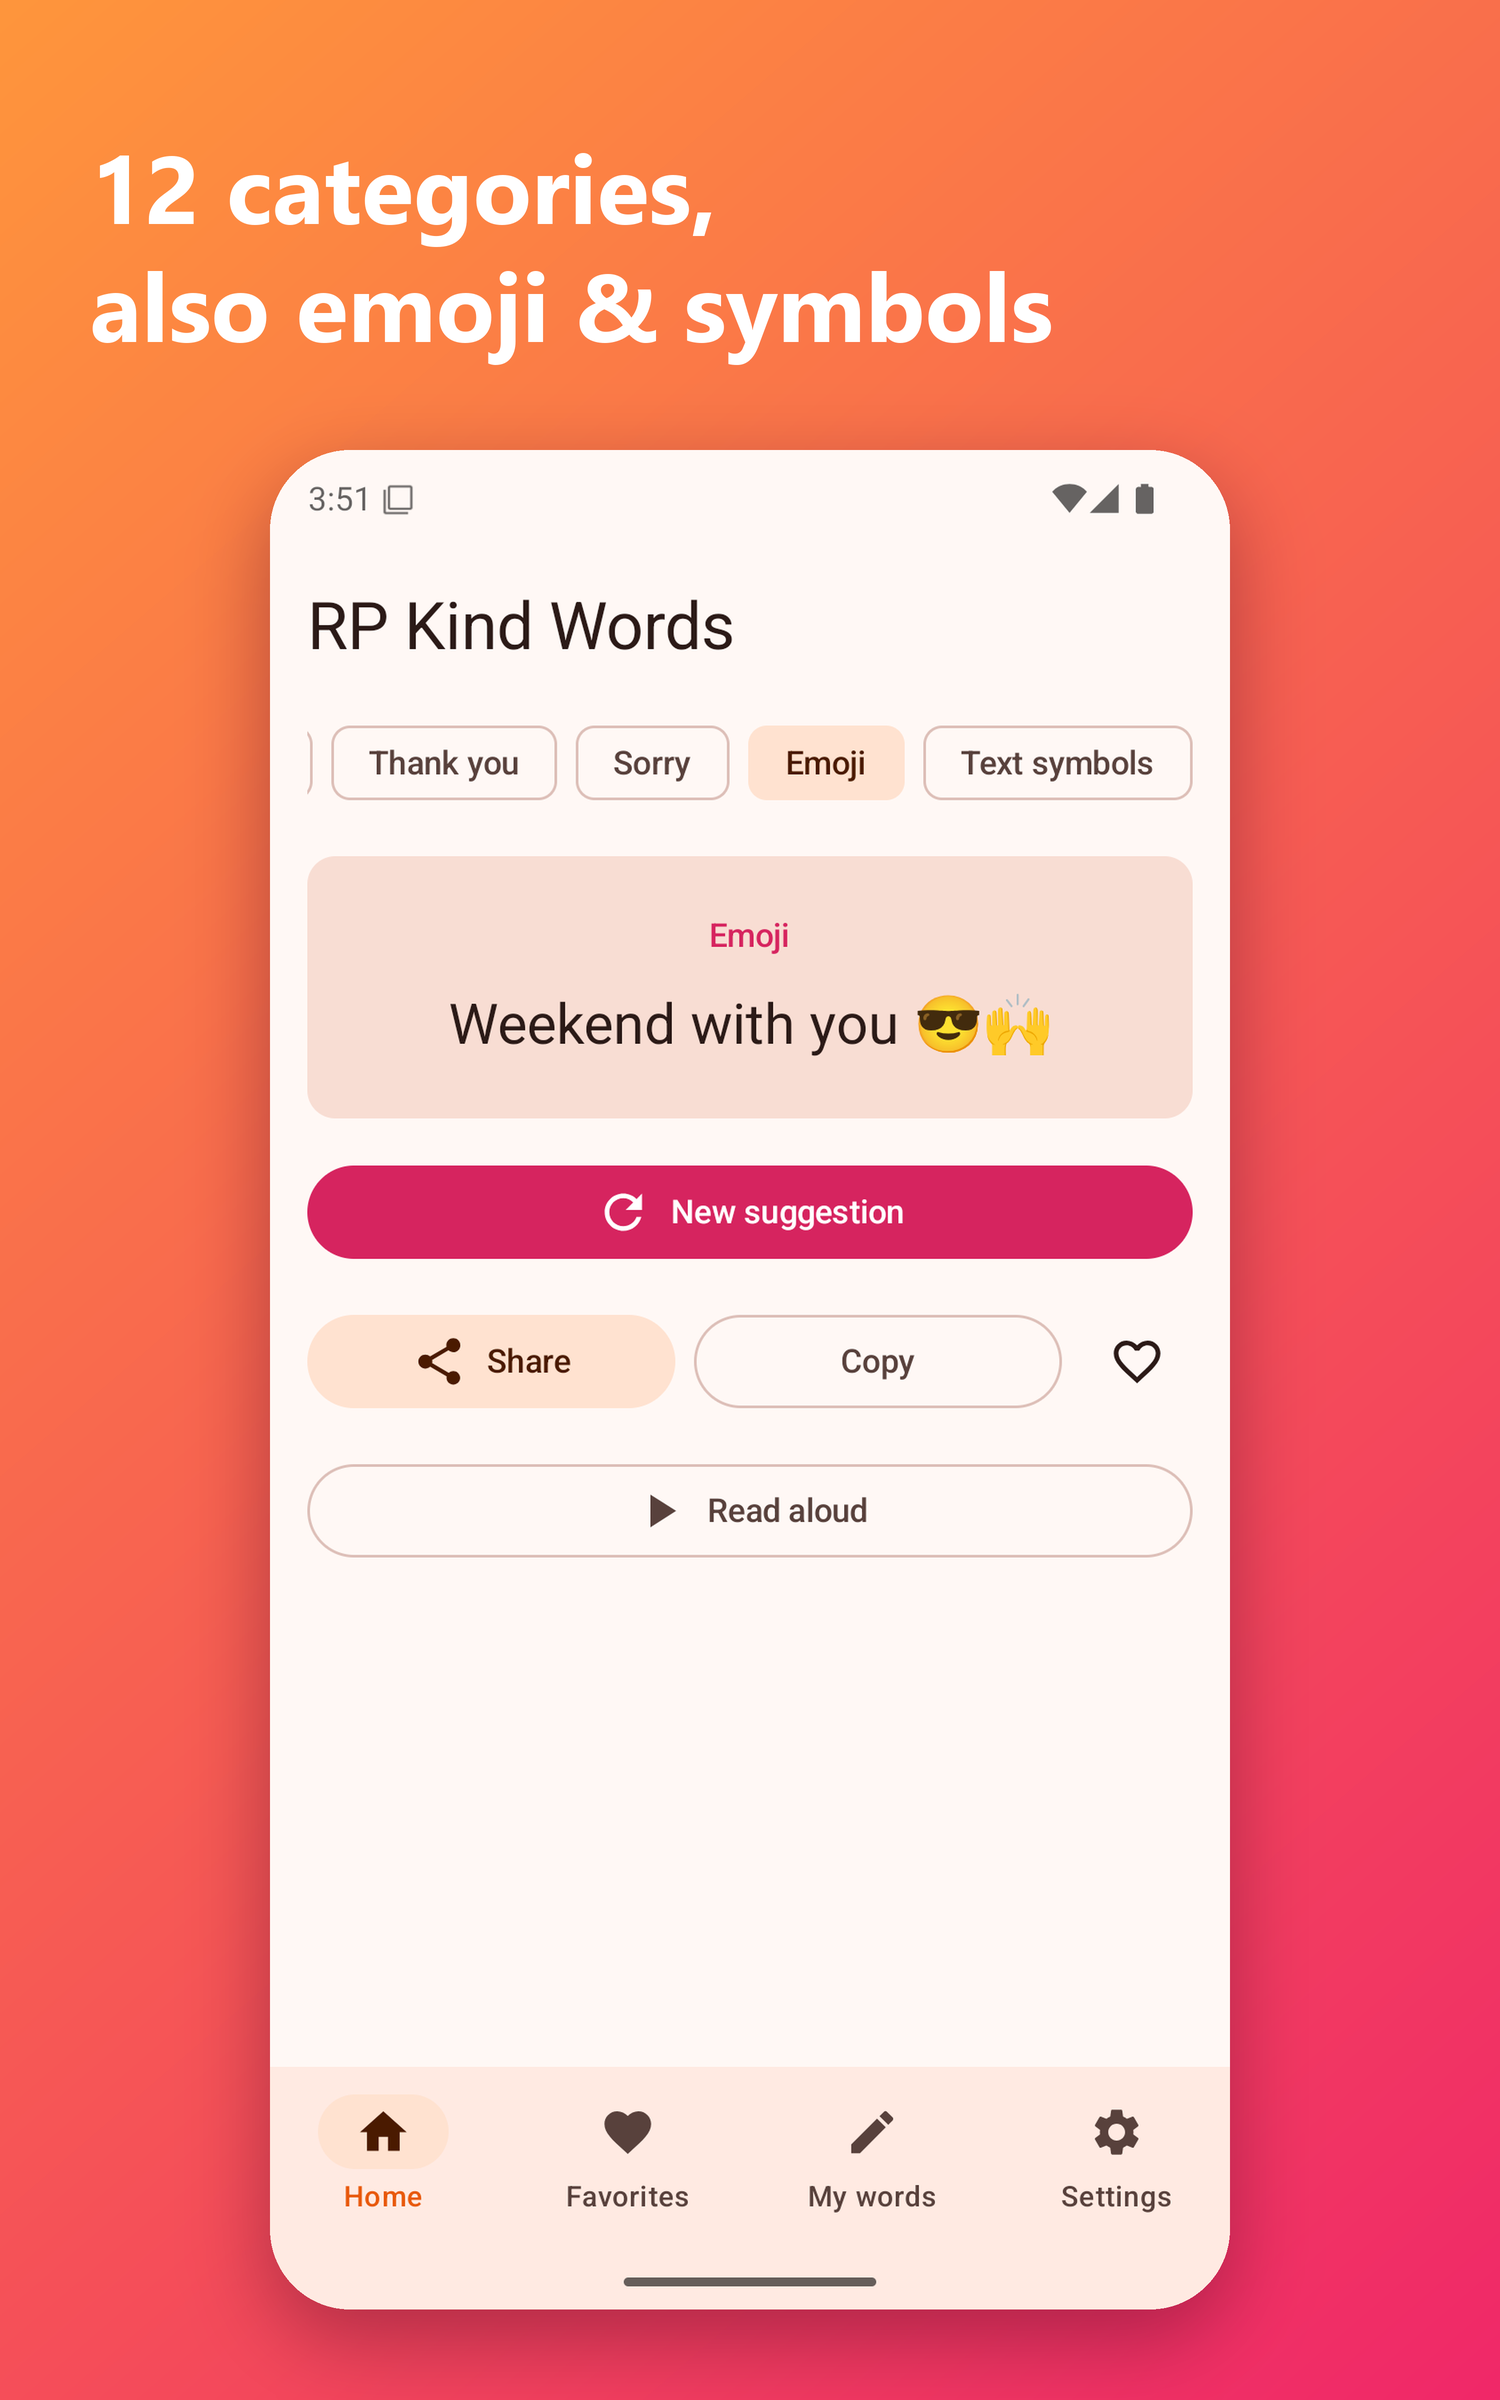 12 categories,
also emoji & symbols
3:51
RP Kind Words
Thank you
Sorry
Emoji
Text symbols
Emoji
Weekend with you 😎🙌
New suggestion
Share
Copy
Read aloud
Home
Favorites
My words
Settings